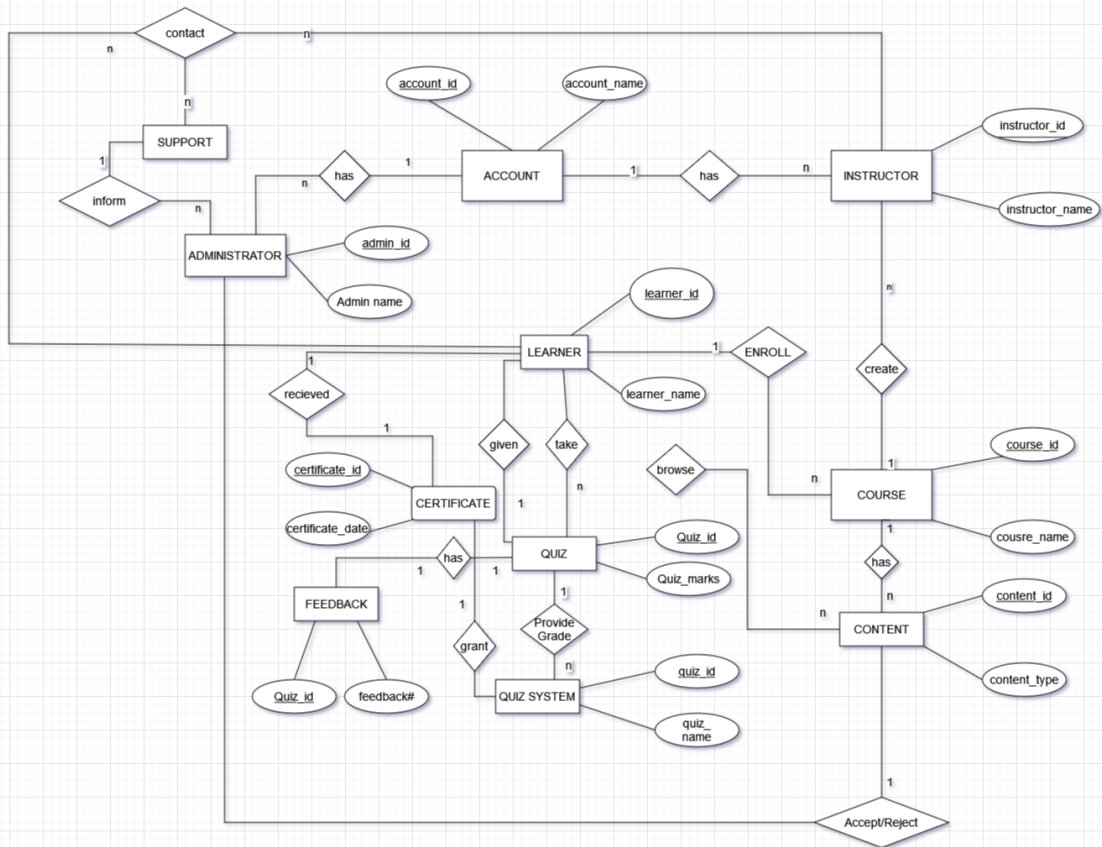 contact
n
n
n
account_id
account_name
SUPPORT
instructor_id
1
has
1
n
ACCOUNT
1
has
n
INSTRUCTOR
inform
n
instructor_name
ADMINISTRATOR
admin_id
Admin name
learner_id
n
LEARNER
1
ENROLL
1
recieved
learner_name
create
1
given
take
browse
course_id
certificate_id
1
n
n
COURSE
CERTIFICATE
1
certificate_date
Quiz_id
1
cousre_name
has
QUIZ
has
1
1
Quiz_marks
FEEDBACK
1
1
n
content_id
n
CONTENT
Provide
Grade
grant
n
quiz_id
content_type
Quiz_id
feedback#
QUIZ SYSTEM
quiz_
name
1
Accept/Reject